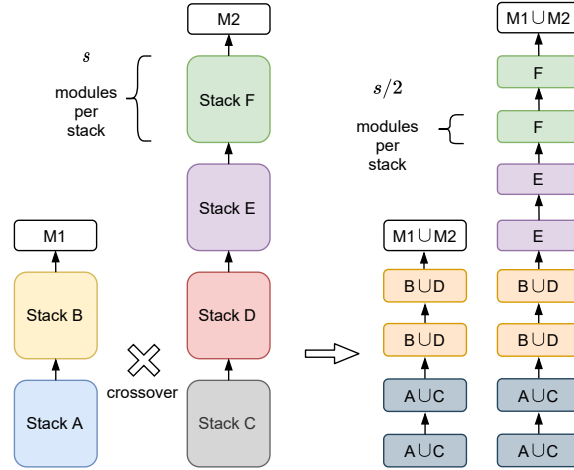 M2
s
modules
per
stack
Stack F
Stack E
M1
Stack B
Stack D
crossover
Stack A
Stack C
M1∪M2
F
s/2
modules
per
stack
F
E
M1∪M2
E
B∪D
B∪D
B∪D
B∪D
A∪C
A∪C
A∪C
A∪C